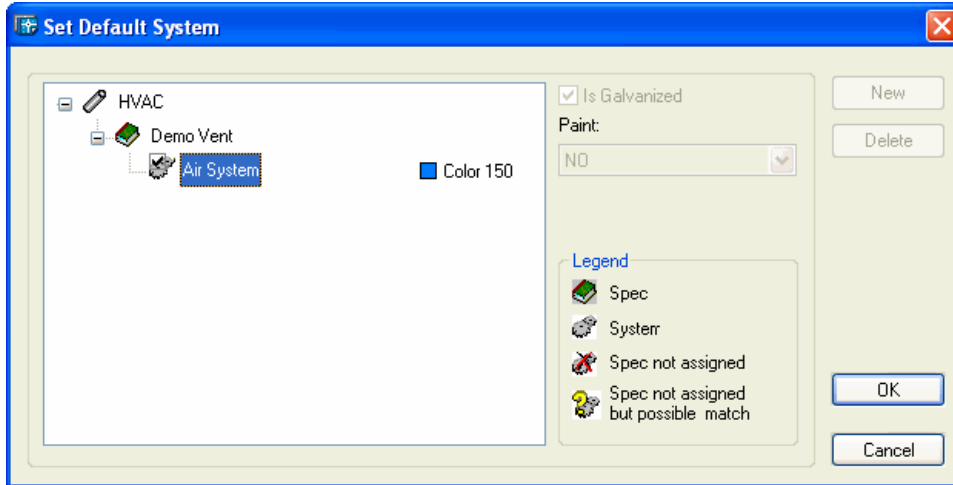 Set Default System
HVAC
Demo Vent
Air System
Color 150
Is Galvanized
Paint:
NO
Legend
Spec
System
Spec not assigned
Spec not assigned
but possible match
New
Delete
OK
Cancel